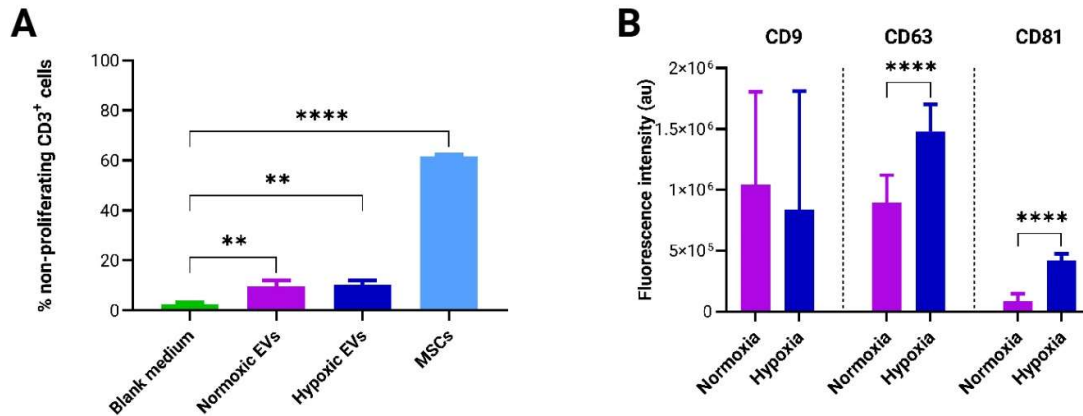 A
% non-proliferating CD3⁺ cells
100
80
60
40
20
0
****
**
**
Blank medium
Normoxic EVs
Hypoxic EVs
MSCs
B
CD9
CD63
CD81
Fluorescence intensity (au)
2×10⁶
1.5×10⁶
1×10⁶
5×10⁵
0
****
****
Normoxia
Hypoxia
Normoxia
Hypoxia
Normoxia
Hypoxia